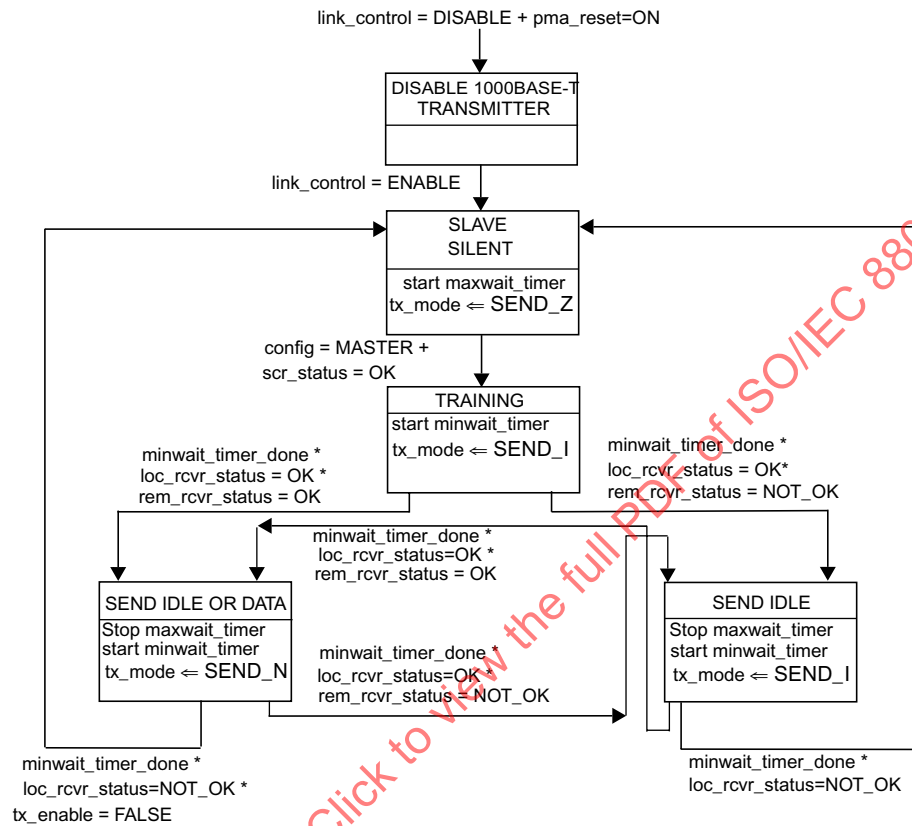 link_control = DISABLE + pma_reset=ON
DISABLE 1000BASE-T
TRANSMITTER
link_control = ENABLE
SLAVE
SILENT
start maxwait_timer
tx_mode ⇐ SEND_Z
config = MASTER +
scr_status = OK
TRAINING
start minwait_timer
tx_mode ⇐ SEND_I
minwait_timer_done *
loc_rcvr_status = OK *
rem_rcvr_status = OK
minwait_timer_done *
loc_rcvr_status = OK*
rem_rcvr_status = NOT_OK
minwait_timer_done *
loc_rcvr_status=OK *
rem_rcvr_status = OK
SEND IDLE OR DATA
Stop maxwait_timer
start minwait_timer
tx_mode ⇐ SEND_N
SEND IDLE
Stop maxwait_timer
start minwait_timer
tx_mode ⇐ SEND_I
minwait_timer_done *
loc_rcvr_status=OK *
rem_rcvr_status = NOT_OK
minwait_timer_done *
loc_rcvr_status=NOT_OK *
tx_enable = FALSE
minwait_timer_done *
loc_rcvr_status=NOT_OK
Click to view the full PDF of ISO/IEC 880